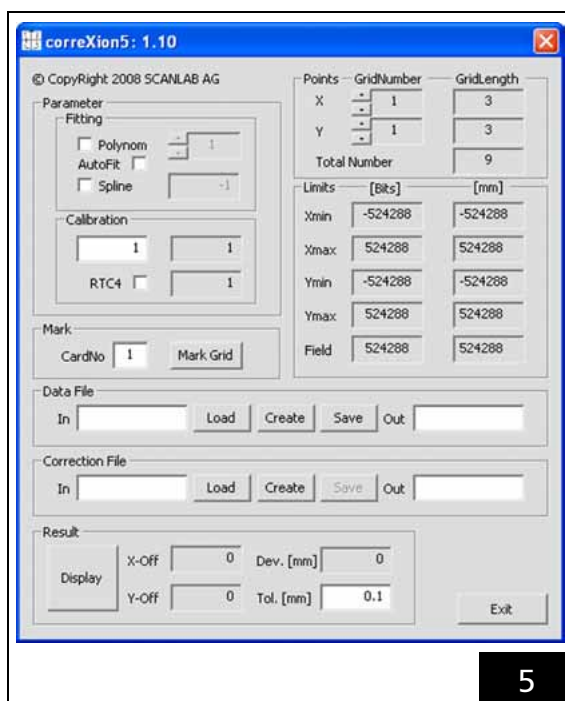 correXion5: 1.10
© CopyRight 2008 SCANLAB AG
Parameter
Fitting
Polynom 1
AutoFit
Spline -1
Calibration
1 1
RTC4 1
Points GridNumber GridLength
X 1 3
Y 1 3
Total Number 9
Limits [Bits] [mm]
Xmin -524288 -524288
Xmax 524288 524288
Ymin -524288 -524288
Ymax 524288 524288
Field 524288 524288
Mark
CardNo 1 Mark Grid
Data File
In Load Create Save Out
Correction File
In Load Create Save Out
Result
Display
X-Off 0 Dev. [mm] 0
Y-Off 0 Tol. [mm] 0.1
Exit
5